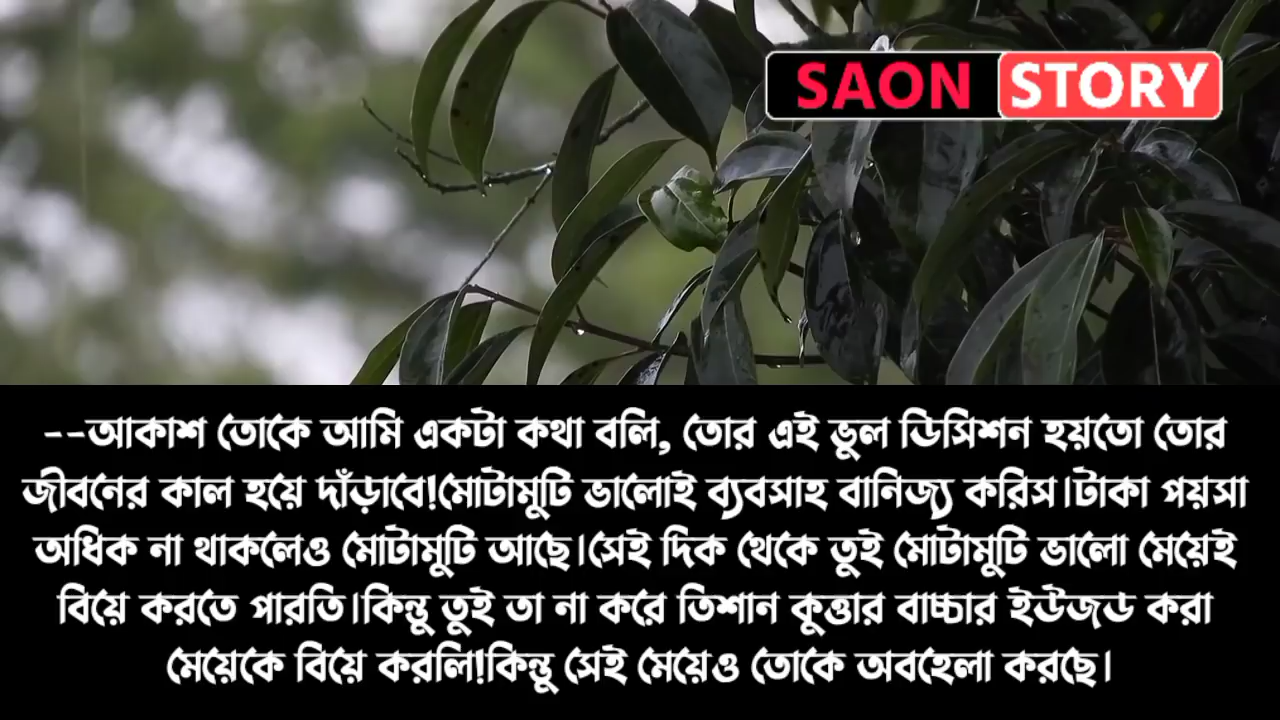 SAON STORY
--আকাশ তোকে আমি একটা কথা বলি, তোর এই ভুল ডিসিশন হয়তো তোর
জীবনের কাল হয়ে দাঁড়াবে!মোটামুটি ভালোই ব্যবসাহ বানিজ্য করিস।টাকা পয়সা
অধিক না থাকলেও মোটামুটি আছে।সেই দিক থেকে তুই মোটামুটি ভালো মেয়েই
বিয়ে করতে পারতি।কিন্তু তুই তা না করে তিশান কুত্তার বাচ্চার ইউজড করা
মেয়েকে বিয়ে করলি!কিন্তু সেই মেয়েও তোকে অবহেলা করছে।